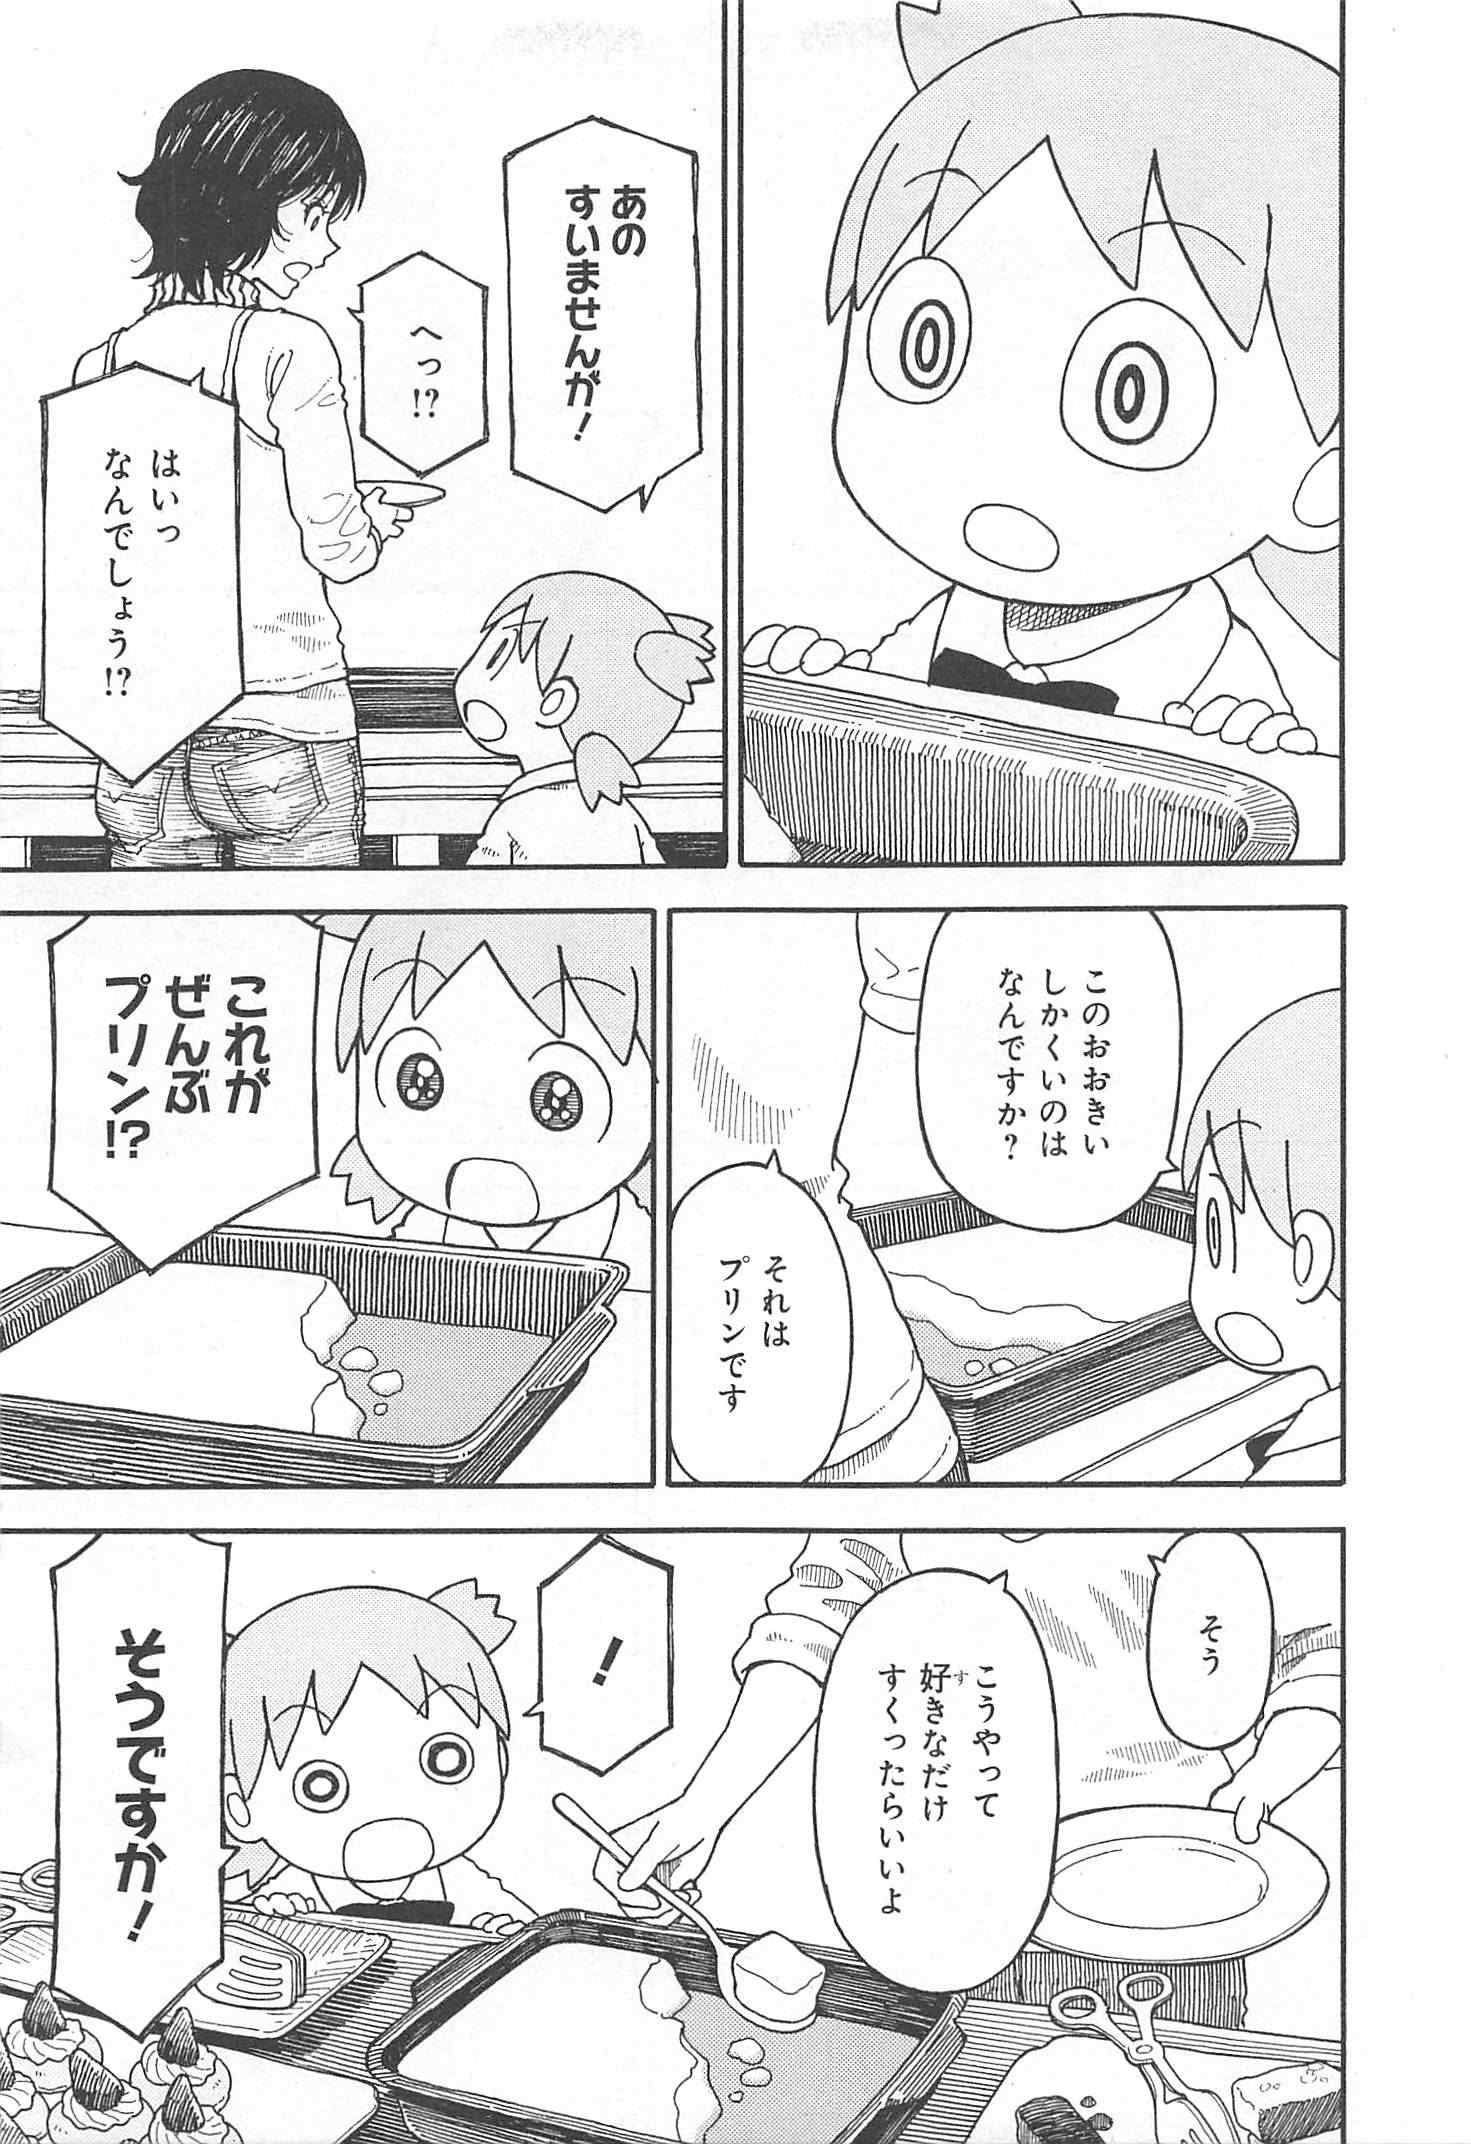 あの
すいませんが!
へっ!?
はいっ
なんでしょう!?
このおおきい
しかくいのは
なんですか?
それは
プリンです
これが
ぜんぶ
プリン!?
そう
こうやって
好きなだけ
す
すくったらいいよ
!
そうですか!